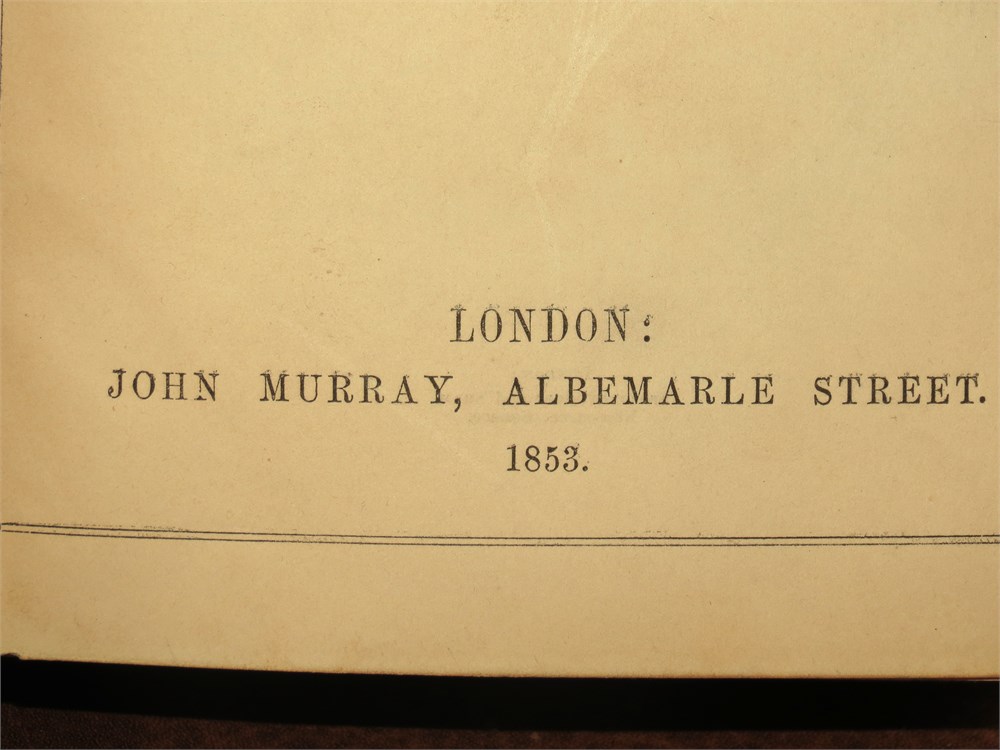 LONDON:
JOHN MURRAY, ALBEMARLE STREET.
1853.